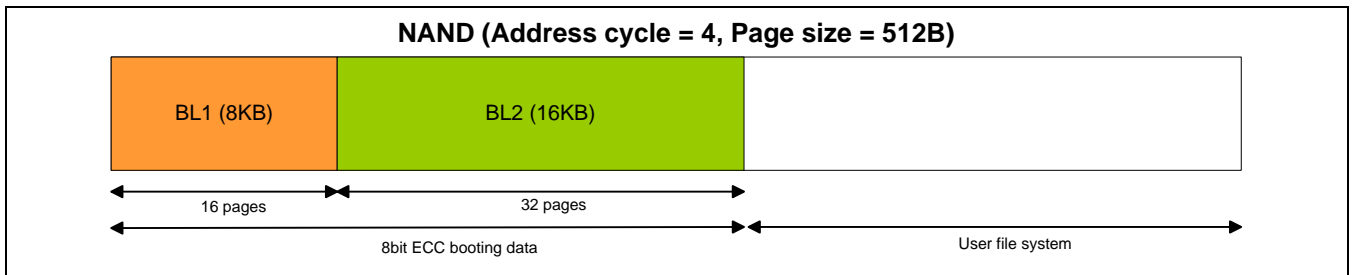 NAND (Address cycle = 4, Page size = 512B)
BL1 (8KB)
BL2 (16KB)
16 pages
32 pages
8bit ECC booting data
User file system